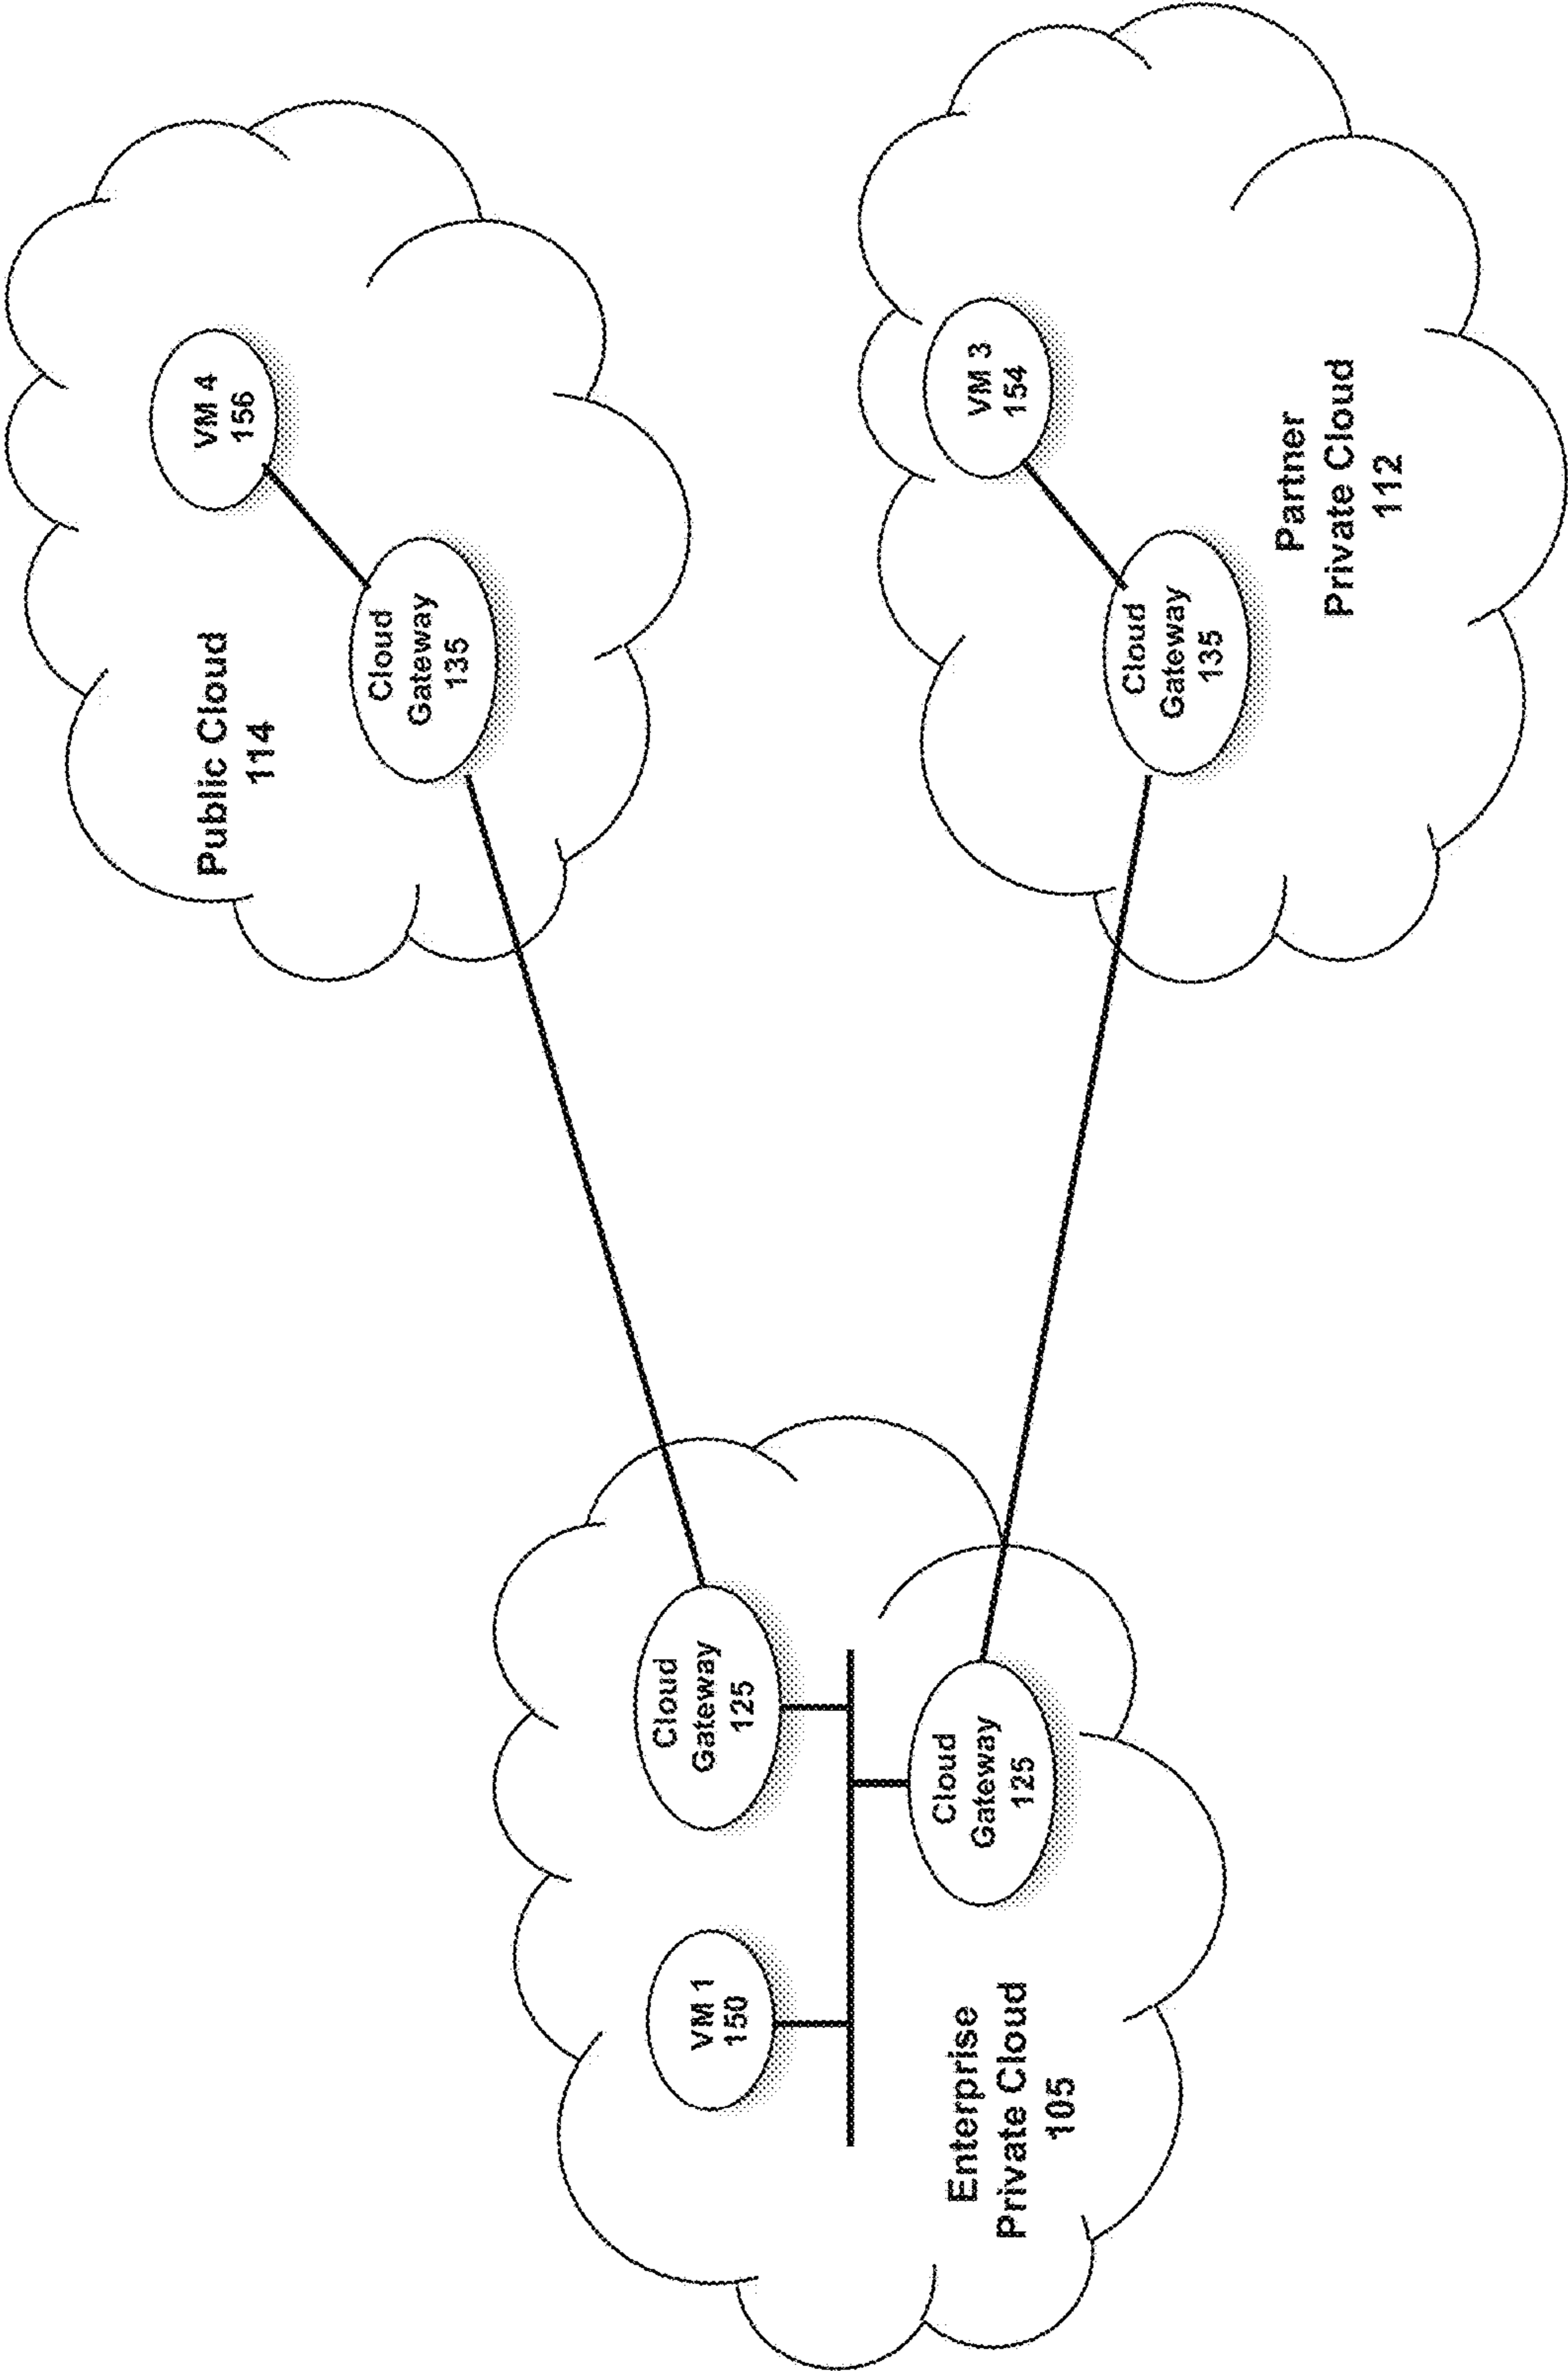 Public Cloud
114
VM 4
156
Cloud
Gateway
135
VM 3
154
Cloud
Gateway
135
Partner
Private Cloud
112
Cloud
Gateway
125
VM 1
150
Cloud
Gateway
125
Enterprise
Private Cloud
105